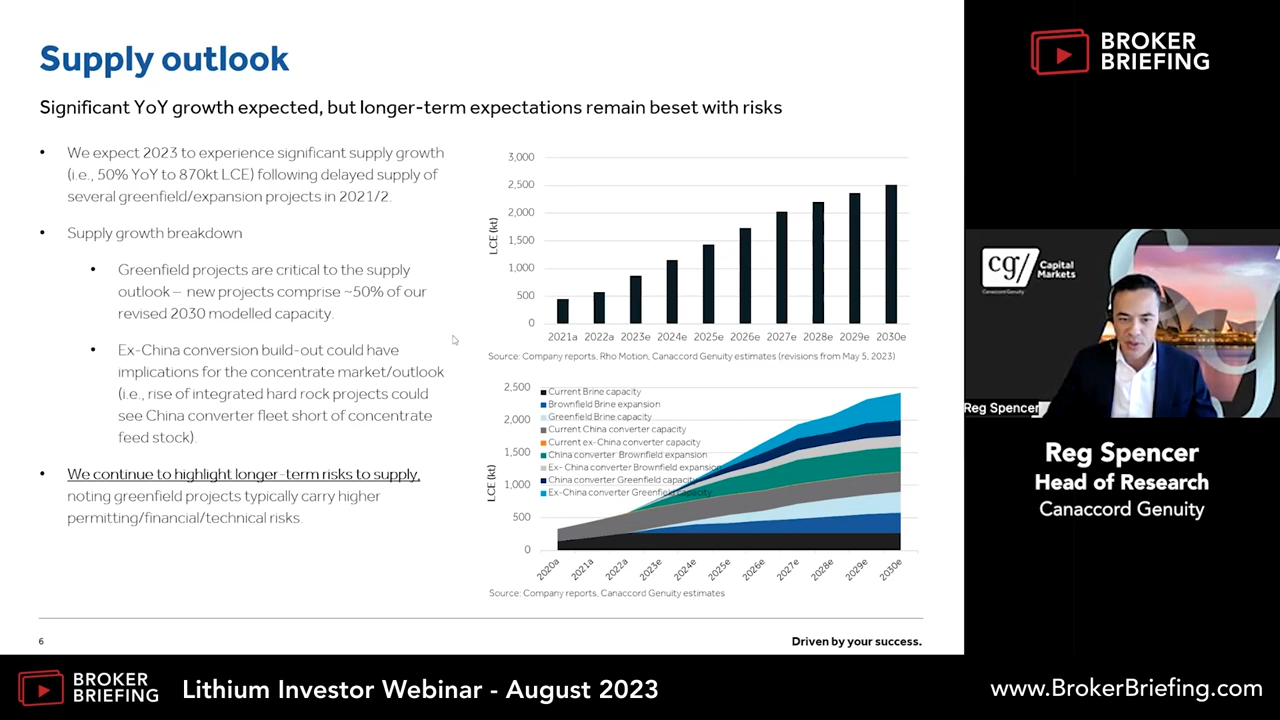 Supply outlook
Significant YoY growth expected, but longer-term expectations remain beset with risks
• We expect 2023 to experience significant supply growth
(i.e., 50% YoY to 870kt LCE) following delayed supply of
several greenfield/expansion projects in 2021/2.
• Supply growth breakdown
• Greenfield projects are critical to the supply
outlook – new projects comprise ~50% of our
revised 2030 modelled capacity.
• Ex-China conversion build-out could have
implications for the concentrate market/outlook
(i.e., rise of integrated hard rock projects could
see China converter fleet short of concentrate
feed stock).
• We continue to highlight longer-term risks to supply,
noting greenfield projects typically carry higher
permitting/financial/technical risks.
LCE (kt)
3,000
2,500
2,000
1,500
1,000
500
0
2021a 2022a 2023e 2024e 2025e 2026e 2027e 2028e 2029e 2030e
Source: Company reports, Rho Motion, Canaccord Genuity estimates (revisions from May 5, 2023)
LCE (kt)
2,500
2,000
1,500
1,000
500
0
Current Brine capacity
Brownfield Brine expansion
Greenfield Brine capacity
Current China converter capacity
Current ex-China converter capacity
China converter Brownfield expansion
Ex- China converter Brownfield expansion
China converter Greenfield capacity
Ex-China converter Greenfield capacity
2020a 2021a 2022a 2023e 2024e 2025e 2026e 2027e 2028e 2029e 2030e
Source: Company reports, Canaccord Genuity estimates
6
Driven by your success.
BROKER
BRIEFING
cg/ Capital
Markets
Canaccord Genuity
Reg Spencer
Reg Spencer
Head of Research
Canaccord Genuity
BROKER
BRIEFING
Lithium Investor Webinar - August 2023
www.BrokerBriefing.com